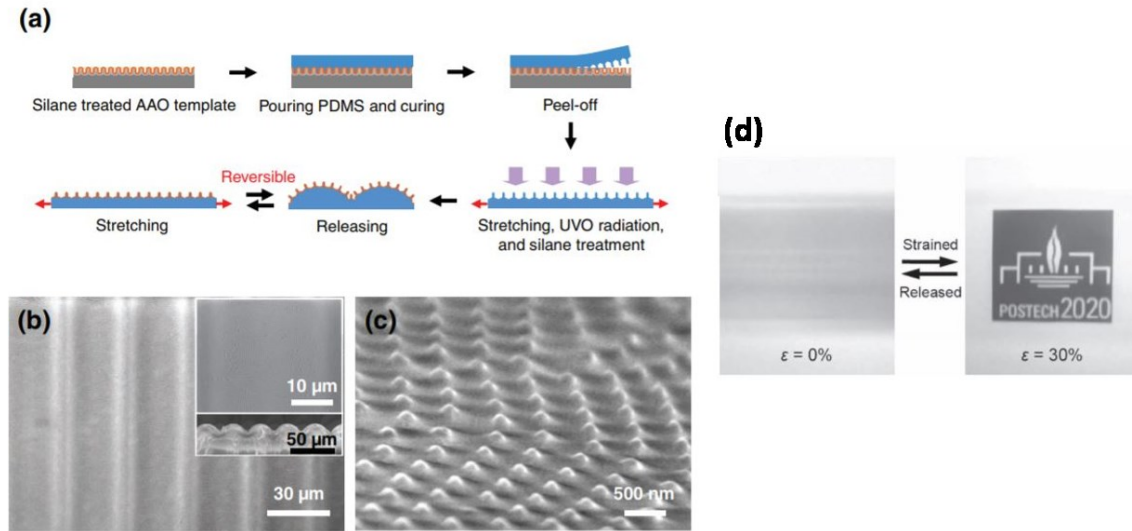 (a)
Silane treated AAO template
Pouring PDMS and curing
Peel-off
Reversible
Stretching
Releasing
Stretching, UVO radiation,
and silane treatment
(b)
10 μm
50 μm
30 μm
(c)
500 nm
(d)
Strained
Released
ε = 0%
POSTECH 2020
ε = 30%